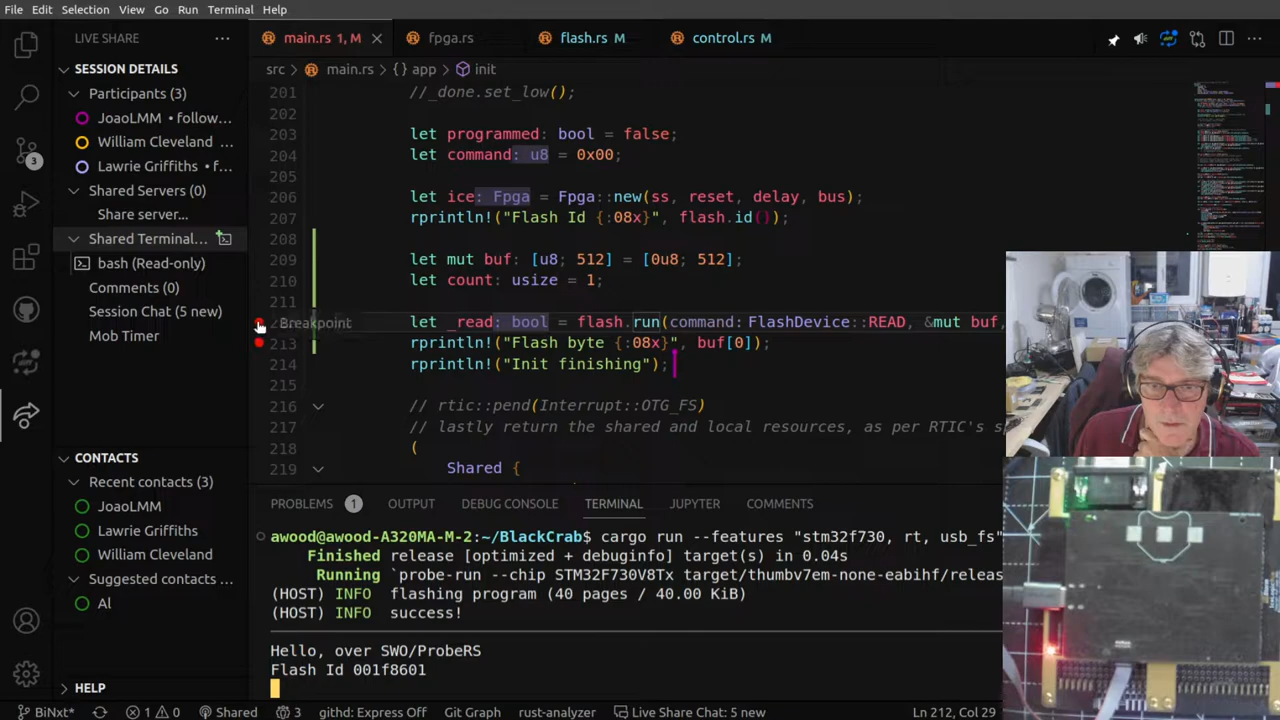 File Edit Selection View Go Run Terminal Help
LIVE SHARE ···
main.rs 1, M
fpga.rs
flash.rs M
control.rs M
SESSION DETAILS
src > main.rs > {} app > init
Participants (3)
JoaoLMM • follow...
William Cleveland ...
Lawrie Griffiths • f...
Shared Servers (0)
Share server...
Shared Terminal...
bash (Read-only)
Comments (0)
Session Chat (5 new)
Mob Timer
CONTACTS
Recent contacts (3)
JoaoLMM
Lawrie Griffiths
William Cleveland
Suggested contacts ...
Al
HELP
3
201 //_done.set_low();
202
203 let programmed: bool = false;
204 let command: u8 = 0x00;
205
206 let ice: Fpga = Fpga::new(ss, reset, delay, bus);
207 rprintln!("Flash Id {:08x}", flash.id());
208
209 let mut buf: [u8; 512] = [0u8; 512];
210 let count: usize = 1;
211
Breakpoint let _read: bool = flash.run(command: FlashDevice::READ, &mut buf,
213 rprintln!("Flash byte {:08x}", buf[0]);
214 rprintln!("Init finishing");
215
216 // rtic::pend(Interrupt::OTG_FS)
217 // lastly return the shared and local resources, as per RTIC's s
218 (
219 Shared {
PROBLEMS 1 OUTPUT DEBUG CONSOLE TERMINAL JUPYTER COMMENTS
awood@awood-A320MA-M-2:~/BlackCrab$ cargo run --features "stm32f730, rt, usb_fs"
Finished release [optimized + debuginfo] target(s) in 0.04s
Running `probe-run --chip STM32F730V8Tx target/thumbv7em-none-eabihf/releas
(HOST) INFO flashing program (40 pages / 40.00 KiB)
(HOST) INFO success!
Hello, over SWO/ProbeRS
Flash Id 001f8601
BiNxt* 1 0 Shared 3 githd: Express Off Git Graph rust-analyzer Live Share Chat: 5 new Ln 212, Col 29